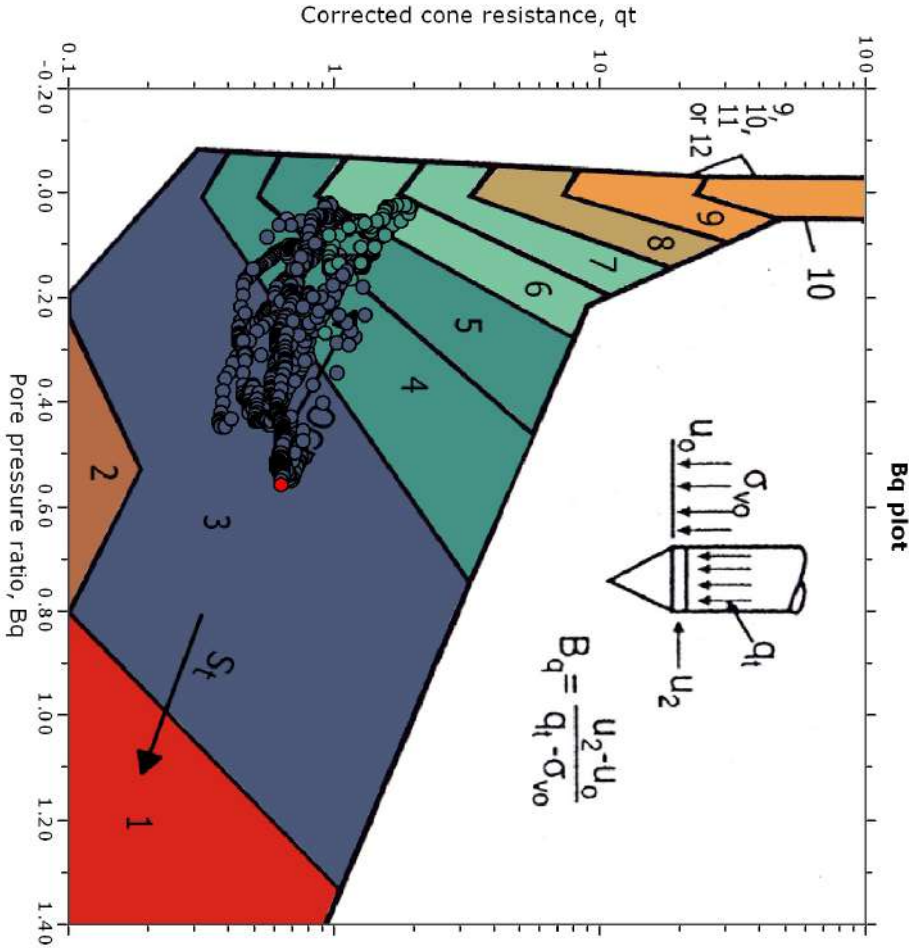 Bq plot
Corrected cone resistance, qt
100
10
1
0.1
Pore pressure ratio, Bq
-0.20
0.0
0.20
0.40
0.60
0.80
1.00
1.20
1.40
9
10,
11,
or 12
10
9
8
7
6
5
4
3
2
1
OCR
St
uo
σvo
qt
u2
Bq = u2-uo / qt-σvo